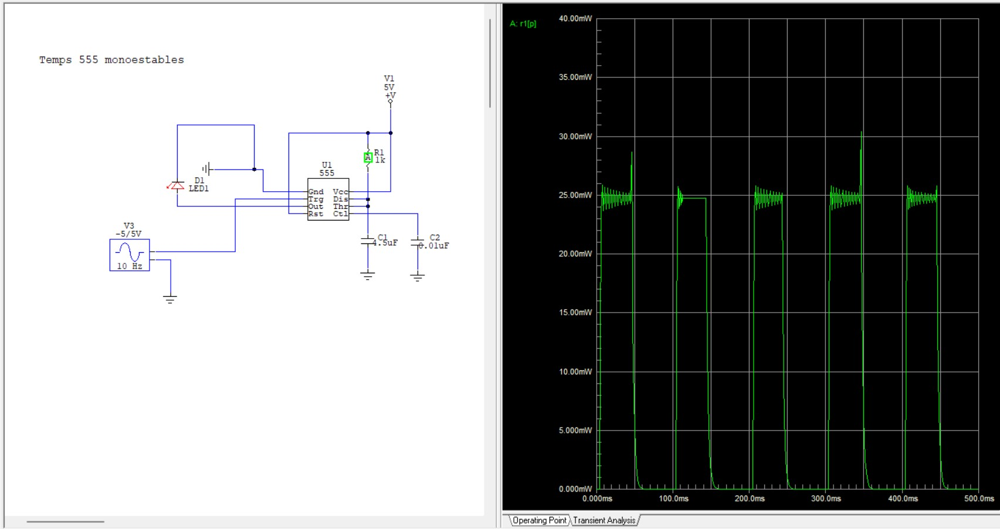 Temps 555 monoestables
V1
5V
+V
A
R1
1k
U1
555
D1
LED1
Gnd Vcc
Trg Dis
Out Thr
Rst Ctl
V3
-5/5V
10 Hz
C1
4.5uF
C2
0.01uF
A: r1[p]
40.00mW
35.00mW
30.00mW
25.00mW
20.00mW
15.00mW
10.00mW
5.000mW
0.000mW
0.000ms 100.0ms 200.0ms 300.0ms 400.0ms 500.0ms
Operating Point Transient Analysis